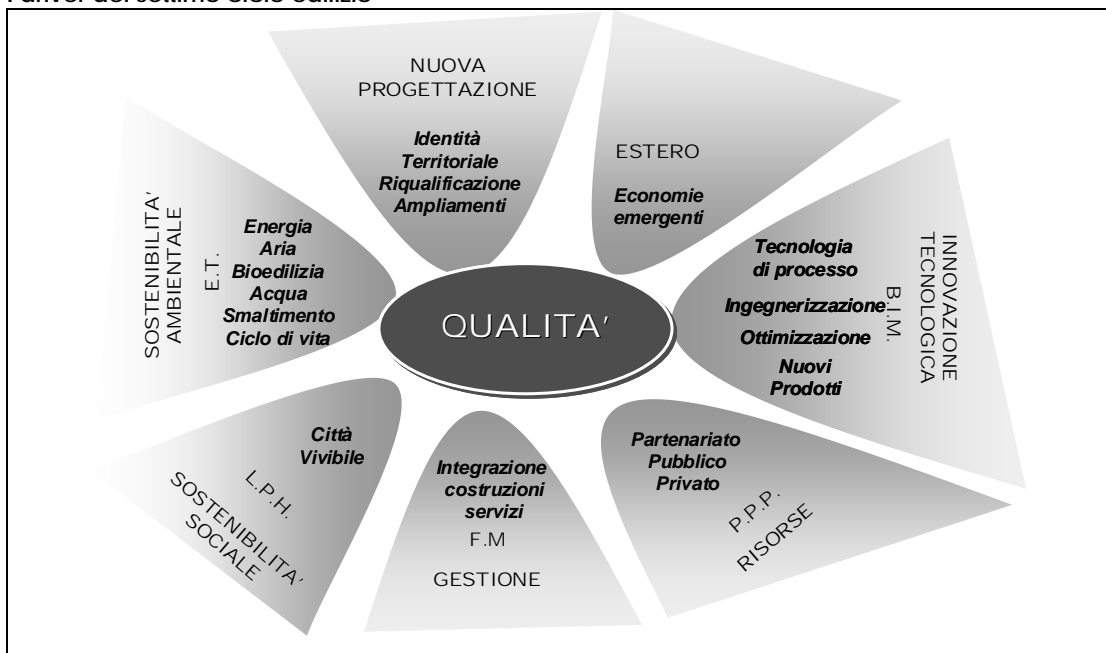 I driver del settimo ciclo edilizio
NUOVA
PROGETTAZIONE
Identità
Territoriale
Riqualificazione
Ampliamenti
ESTERO
Economie
emergenti
INNOVAZIONE
TECNOLOGICA
B.I.M.
Tecnologia
di processo
Ingegnerizzazione
Ottimizzazione
Nuovi
Prodotti
Partenariato
Pubblico
Privato
P.P.P.
RISORSE
Integrazione
costruzioni
servizi
F.M
GESTIONE
Città
Vivibile
L.P.H.
SOSTENIBILITA'
SOCIALE
SOSTENIBILITA'
AMBIENTALE
E.T.
Energia
Aria
Bioedilizia
Acqua
Smaltimento
Ciclo di vita
QUALITA'